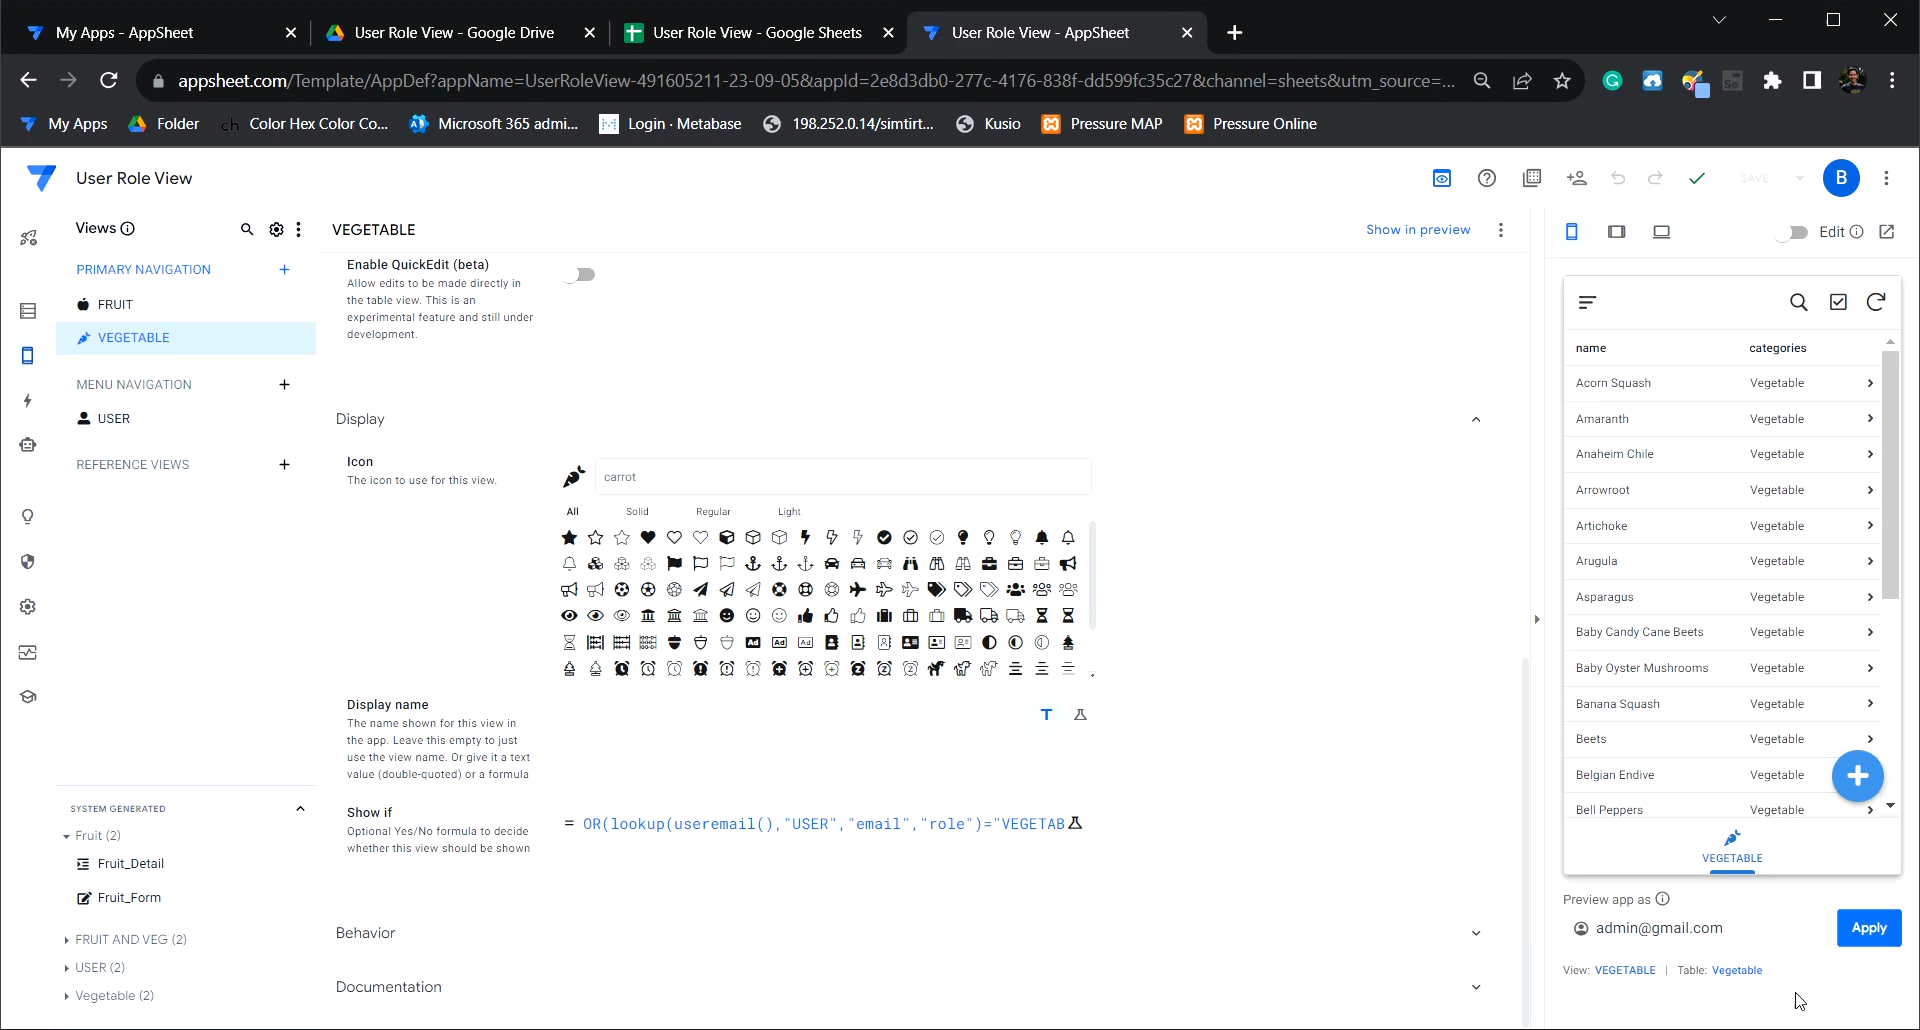 My Apps - AppSheet
User Role View - Google Drive
User Role View - Google Sheets
User Role View - AppSheet
appsheet.com/Template/AppDef?appName=UserRoleView-491605211-23-09-05&appId=2e8d3db0-277c-4176-838f-dd599fc35c27&channel=sheets&utm_source=...
My Apps
Folder
ch Color Hex Color Co...
Microsoft 365 admi...
Login · Metabase
198.252.0.14/simtirt...
Kusio
Pressure MAP
Pressure Online
User Role View
SAVE
B
Views
VEGETABLE
Show in preview
Edit
PRIMARY NAVIGATION
FRUIT
VEGETABLE
MENU NAVIGATION
USER
REFERENCE VIEWS
Enable QuickEdit (beta)
Allow edits to be made directly in
the table view. This is an
experimental feature and still under
development.
Display
Icon
The icon to use for this view.
carrot
All Solid Regular Light
Display name
The name shown for this view in
the app. Leave this empty to just
use the view name. Or give it a text
value (double-quoted) or a formula
Show if
Optional Yes/No formula to decide
whether this view should be shown
= OR(lookup(useremail(),"USER","email","role")="VEGETAB
Behavior
Documentation
SYSTEM GENERATED
Fruit (2)
Fruit_Detail
Fruit_Form
FRUIT AND VEG (2)
USER (2)
Vegetable (2)
name categories
Acorn Squash Vegetable
Amaranth Vegetable
Anaheim Chile Vegetable
Arrowroot Vegetable
Artichoke Vegetable
Arugula Vegetable
Asparagus Vegetable
Baby Candy Cane Beets Vegetable
Baby Oyster Mushrooms Vegetable
Banana Squash Vegetable
Beets Vegetable
Belgian Endive Vegetable
Bell Peppers Vegetable
VEGETABLE
Preview app as
admin@gmail.com
Apply
View: VEGETABLE | Table: Vegetable